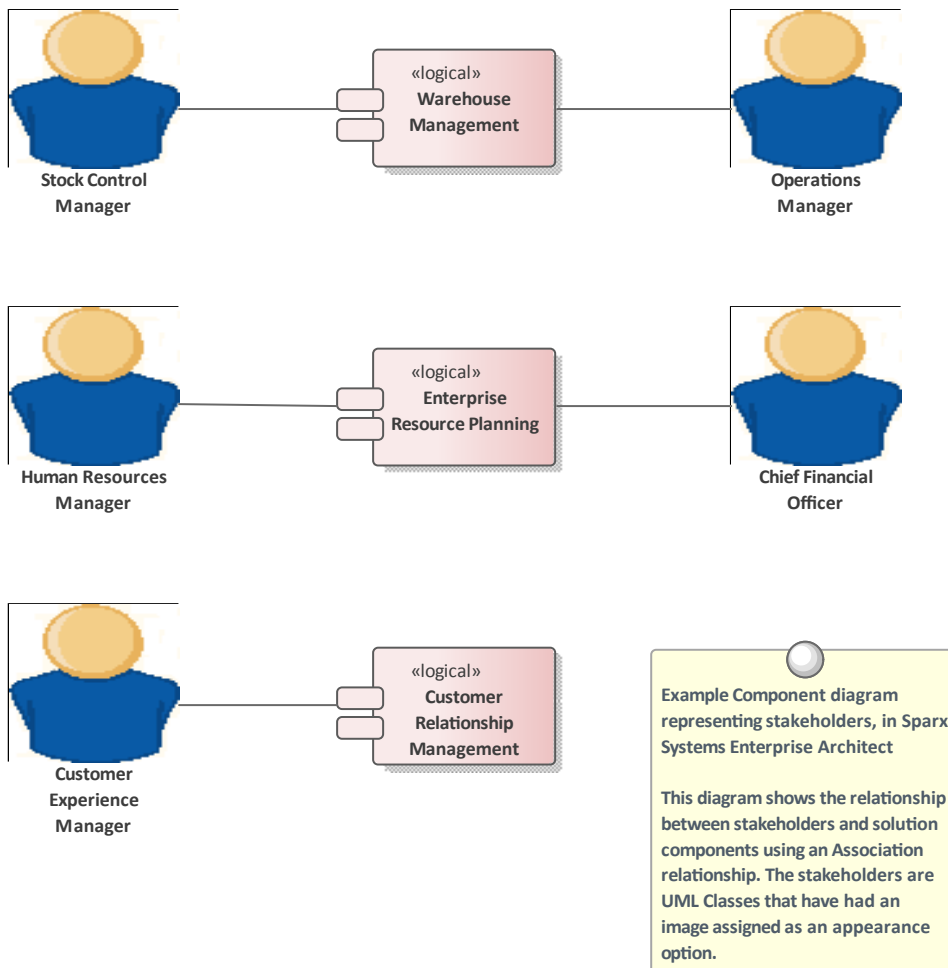 «logical»
Warehouse
Management
Stock Control
Manager
Operations
Manager
«logical»
Enterprise
Resource Planning
Human Resources
Manager
Chief Financial
Officer
«logical»
Customer
Relationship
Management
Customer
Experience
Manager
Example Component diagram
representing stakeholders, in Sparx
Systems Enterprise Architect
This diagram shows the relationship
between stakeholders and solution
components using an Association
relationship. The stakeholders are
UML Classes that have had an
image assigned as an appearance
option.